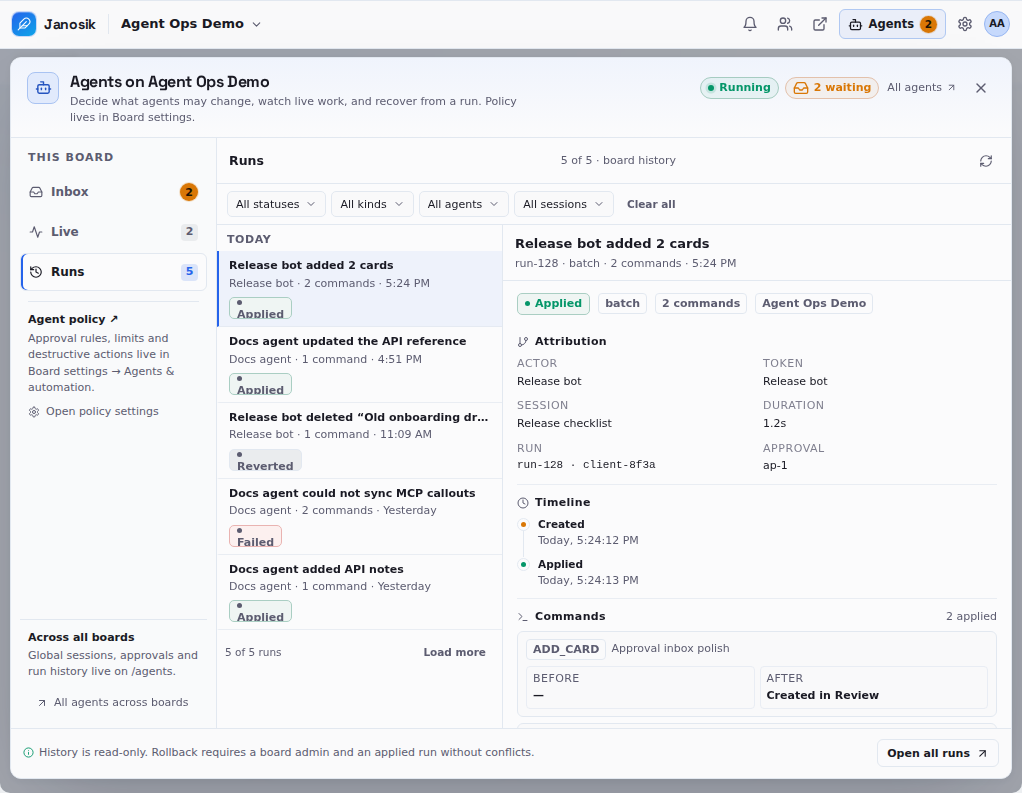 Janosik
Agent Ops Demo
Agents 2
AA
Agents on Agent Ops Demo
Decide what agents may change, watch live work, and recover from a run. Policy
lives in Board settings.
Running
2 waiting
All agents
THIS BOARD
Inbox 2
Live 2
Runs 5
Agent policy ↗
Approval rules, limits and
destructive actions live in
Board settings → Agents &
automation.
Open policy settings
Across all boards
Global sessions, approvals and
run history live on /agents.
All agents across boards
Runs
5 of 5 · board history
All statuses
All kinds
All agents
All sessions
Clear all
TODAY
Release bot added 2 cards
Release bot · 2 commands · 5:24 PM
Applied
Docs agent updated the API reference
Docs agent · 1 command · 4:51 PM
Applied
Release bot deleted “Old onboarding dr…
Release bot · 1 command · 11:09 AM
Reverted
Docs agent could not sync MCP callouts
Docs agent · 2 commands · Yesterday
Failed
Docs agent added API notes
Docs agent · 1 command · Yesterday
Applied
5 of 5 runs
Load more
Release bot added 2 cards
run-128 · batch · 2 commands · 5:24 PM
Applied
batch
2 commands
Agent Ops Demo
Attribution
ACTOR
Release bot
TOKEN
Release bot
SESSION
Release checklist
DURATION
1.2s
RUN
run-128 · client-8f3a
APPROVAL
ap-1
Timeline
Created
Today, 5:24:12 PM
Applied
Today, 5:24:13 PM
Commands
2 applied
ADD_CARD
Approval inbox polish
BEFORE
—
AFTER
Created in Review
History is read-only. Rollback requires a board admin and an applied run without conflicts.
Open all runs